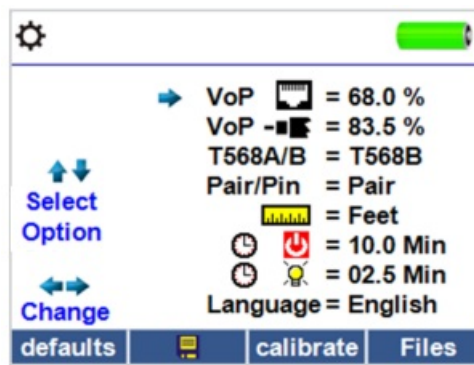 VoP = 68.0 %
VoP = 83.5 %
T568A/B = T568B
Pair/Pin = Pair
= Feet
= 10.0 Min
= 02.5 Min
Language = English
Select
Option
Change
defaults calibrate Files